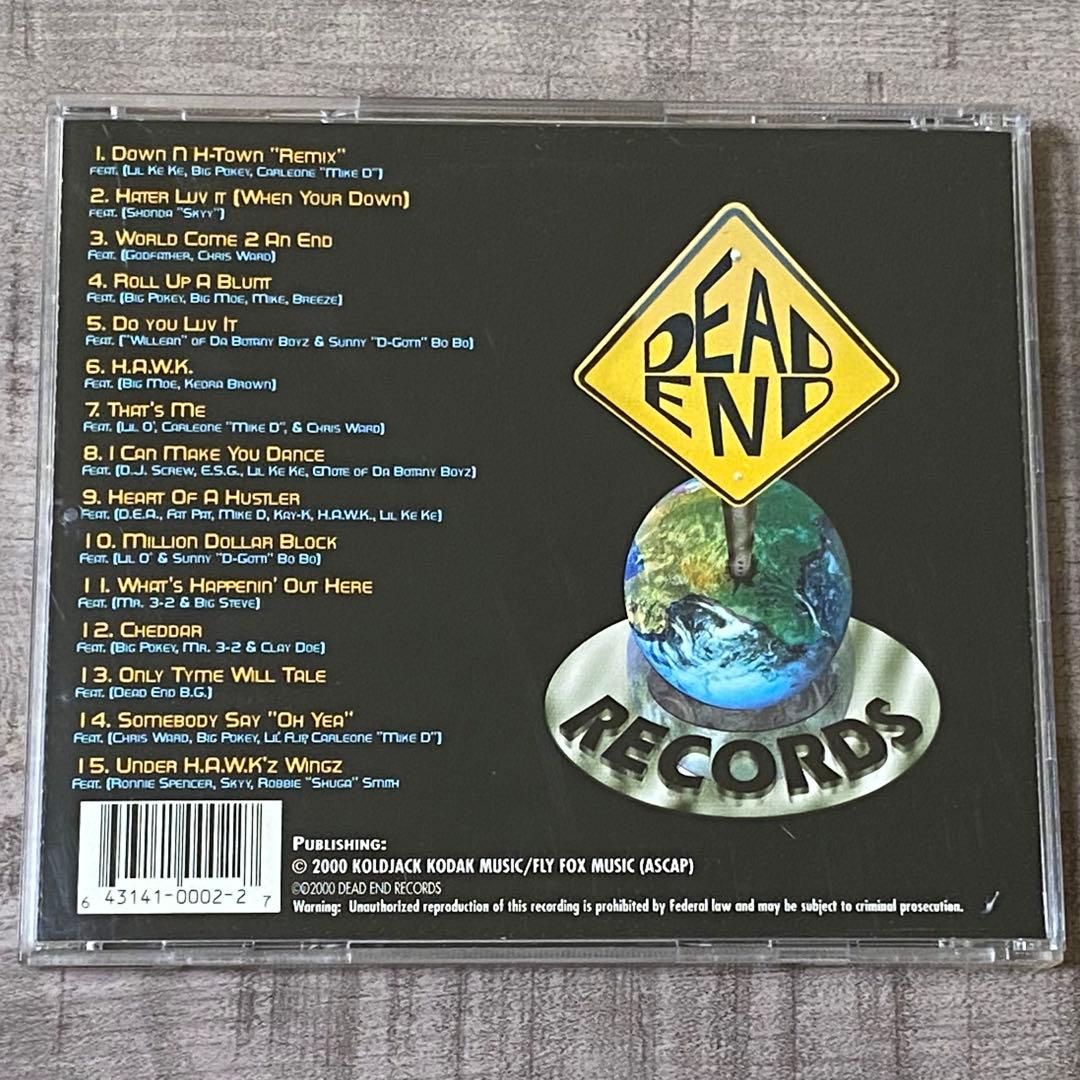 1. Down N H-Town "Remix"
feat. (Lil Ke Ke, Big Pokey, Carleone "Mike D")
2. Hater Luv it (When Your Down)
feat. (Shonda "Skyy")
3. World Come 2 An End
Feat. (Godfather, Chris Ward)
4. Roll Up A Blunt
Feat. (Big Pokey, Big Moe, Mike, Breeze)
5. Do you Luv It
Feat. ("Willean" of Da Botany Boyz & Sunny "D-Gott" Bo Bo)
6. H.A.W.K.
Feat. (Big Moe, Kedra Brown)
7. That's Me
Feat. (Lil O', Carleone "Mike D", & Chris Ward)
8. I Can Make You Dance
Feat. (D.J. Screw, E.S.G., Lil Ke Ke, GNote of Da Botany Boyz)
9. Heart Of A Hustler
Feat. (D.E.A., Fat Pat, Mike D, Kay-K, H.A.W.K., Lil Ke Ke)
10. Million Dollar Block
Feat. (Lil O' & Sunny "D-Gott" Bo Bo)
11. What's Happenin' Out Here
Feat. (Mr. 3-2 & Big Steve)
12. Cheddar
Feat. (Big Pokey, Mr. 3-2 & Clay Doe)
13. Only Tyme Will Tale
Feat. (Dead End B.G.)
14. Somebody Say "Oh Yea"
Feat. (Chris Ward, Big Pokey, Lil' Flip, Carleone "Mike D")
15. Under H.A.W.K'z Wingz
Feat. (Ronnie Spencer, Skyy, Robbie "Shuga" Smith
DEAD
END
RECORDS
6 43141-0002-2 7
Publishing:
© 2000 KOLDJACK KODAK MUSIC/FLY FOX MUSIC (ASCAP)
©℗2000 DEAD END RECORDS
Warning: Unauthorized reproduction of this recording is prohibited by Federal law and may be subject to criminal prosecution.